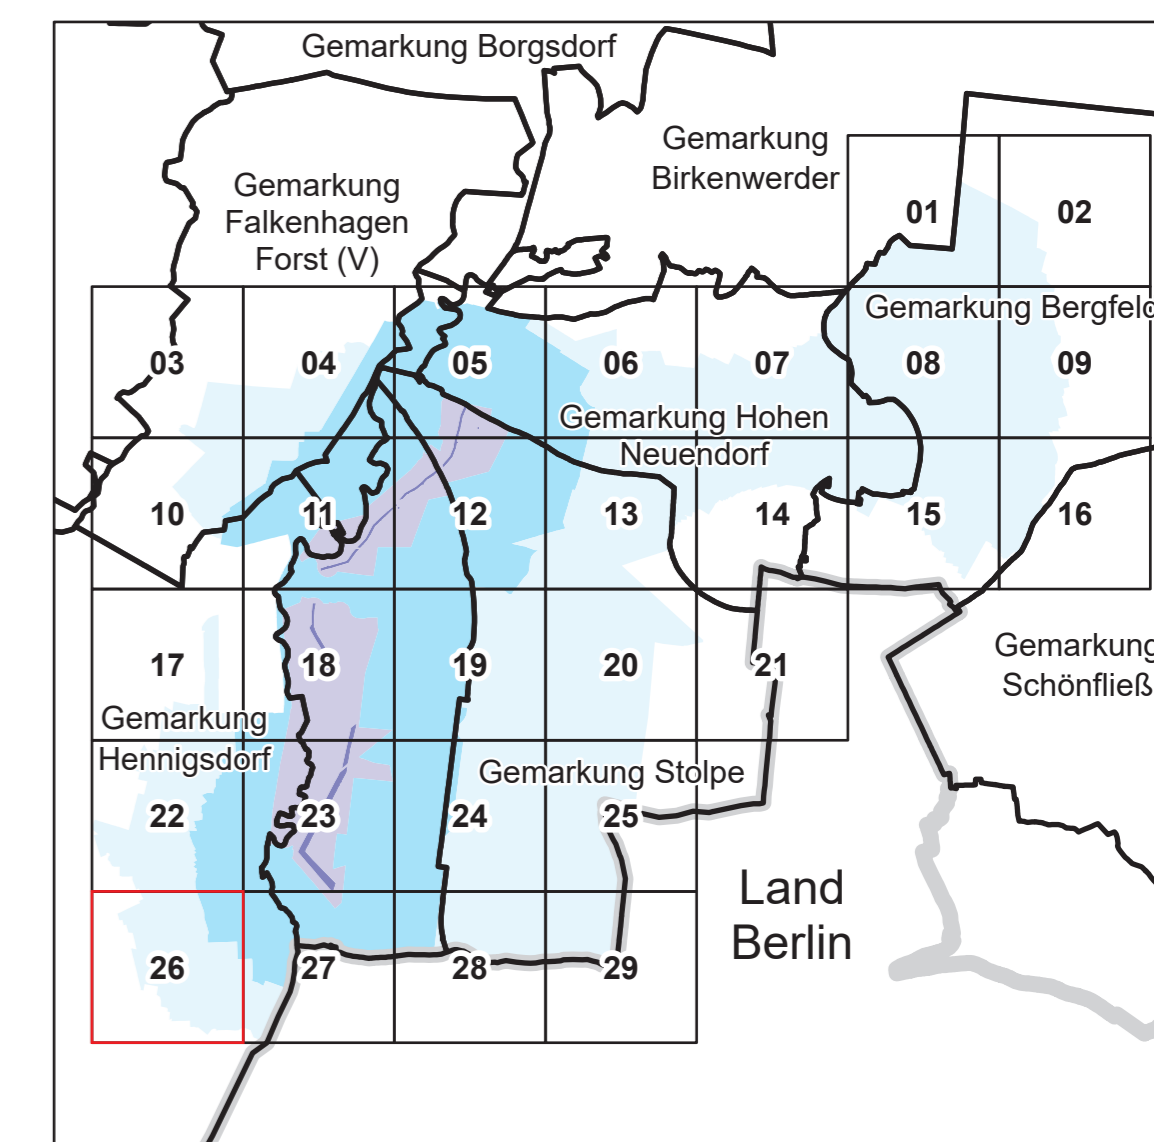 Gemarkung Borgsdorf
Gemarkung
Birkenwerder
Gemarkung
Falkenhagen
Forst (V)
01
02
Gemarkung Bergfeld
03
04
05
06
07
08
09
Gemarkung Hohen
Neuendorf
10
11
12
13
14
15
16
17
18
19
20
21
Gemarkung
Schönfließ
Gemarkung
Hennigsdorf
Gemarkung Stolpe
22
23
24
25
Land
Berlin
26
27
28
29